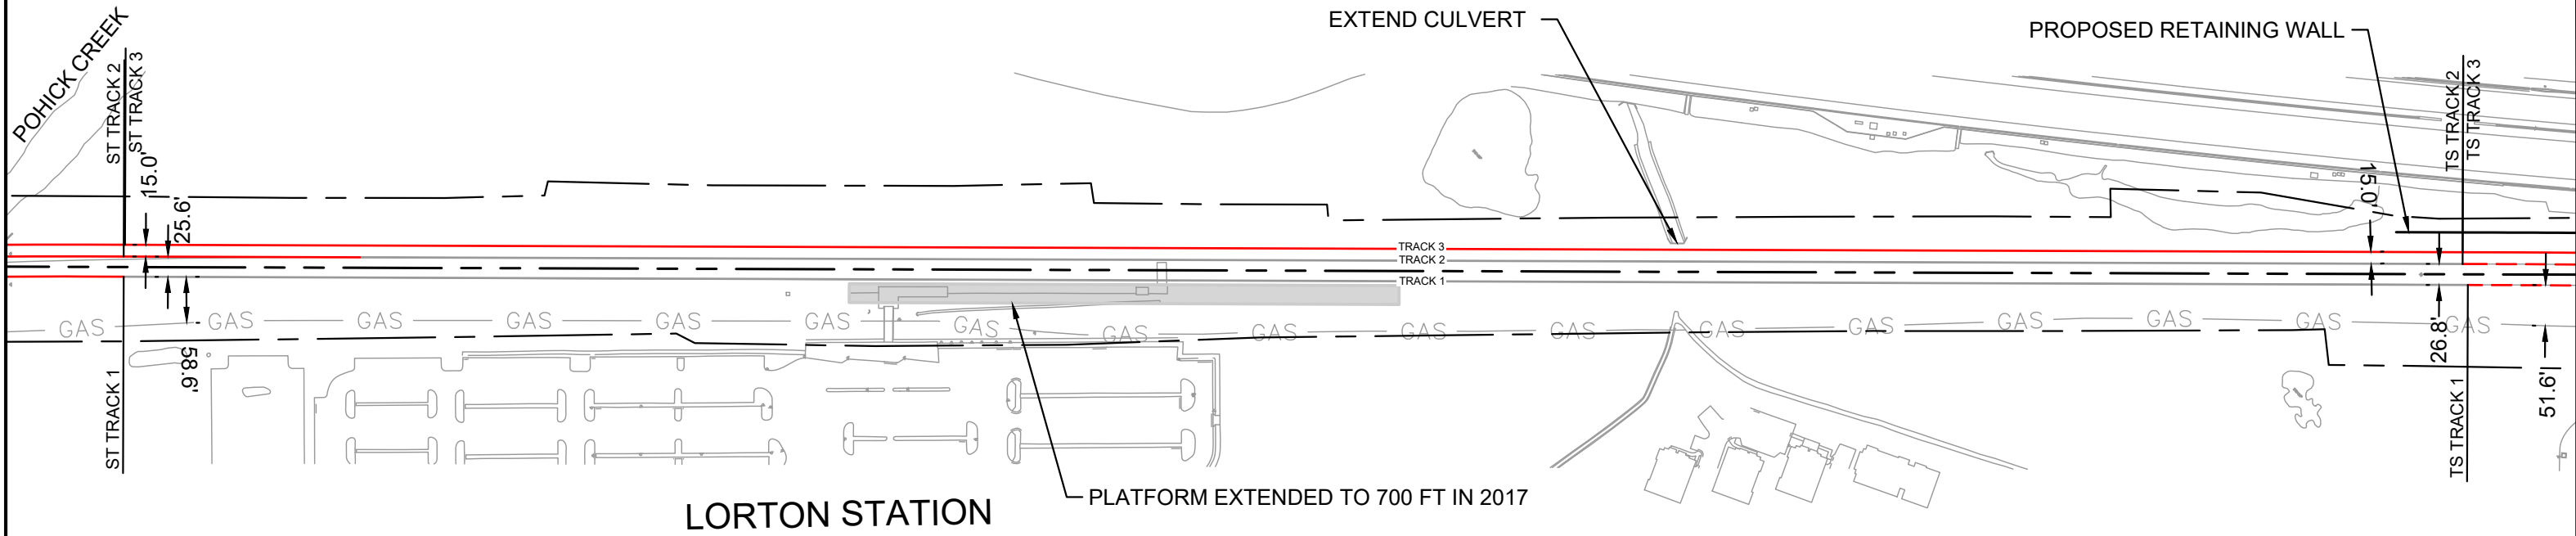 EXTEND CULVERT
PROPOSED RETAINING WALL
POHICK CREEK
ST TRACK 2
ST TRACK 3
15.0'
25.6'
TS TRACK 2
TS TRACK 3
15.0'
TRACK 3
TRACK 2
TRACK 1
GAS GAS GAS GAS GAS GAS GAS GAS GAS GAS GAS GAS GAS GAS GAS GAS GAS
58.6'
26.8'
51.6'
ST TRACK 1
TS TRACK 1
PLATFORM EXTENDED TO 700 FT IN 2017
LORTON STATION